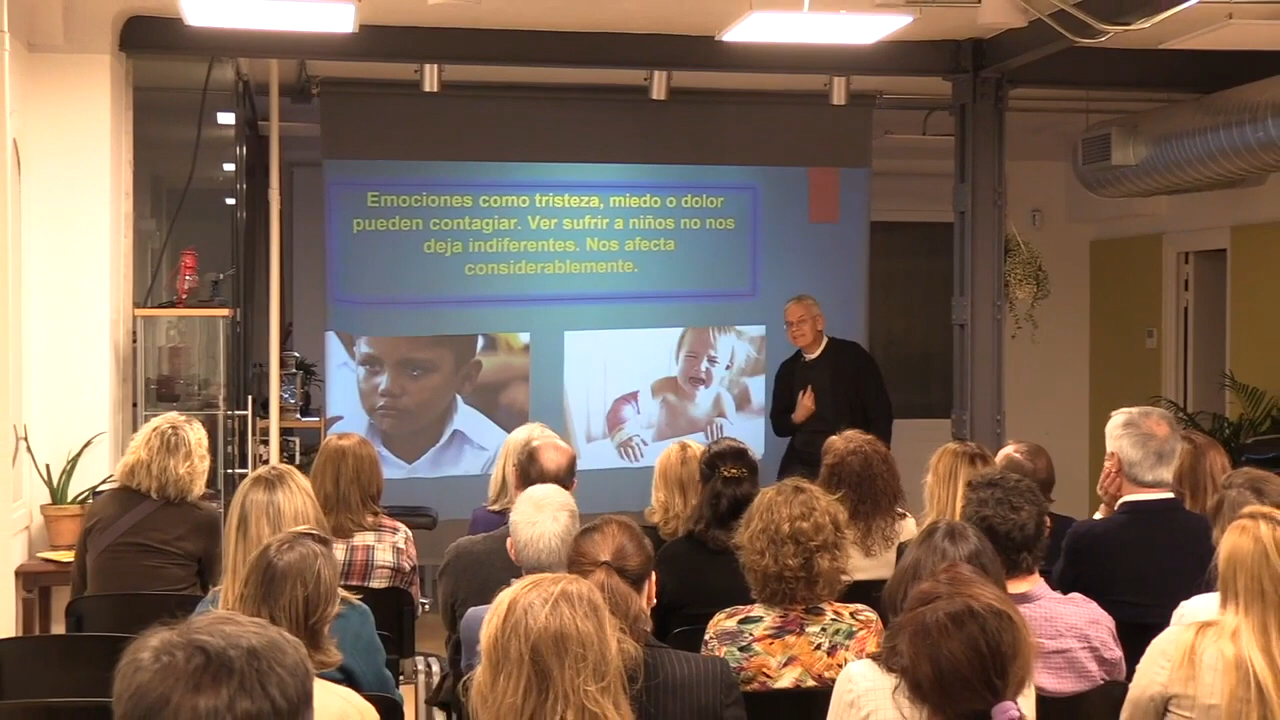 Emociones como tristeza, miedo o dolor
pueden contagiar. Ver sufrir a niños no nos
deja indiferentes. Nos afecta
considerablemente.